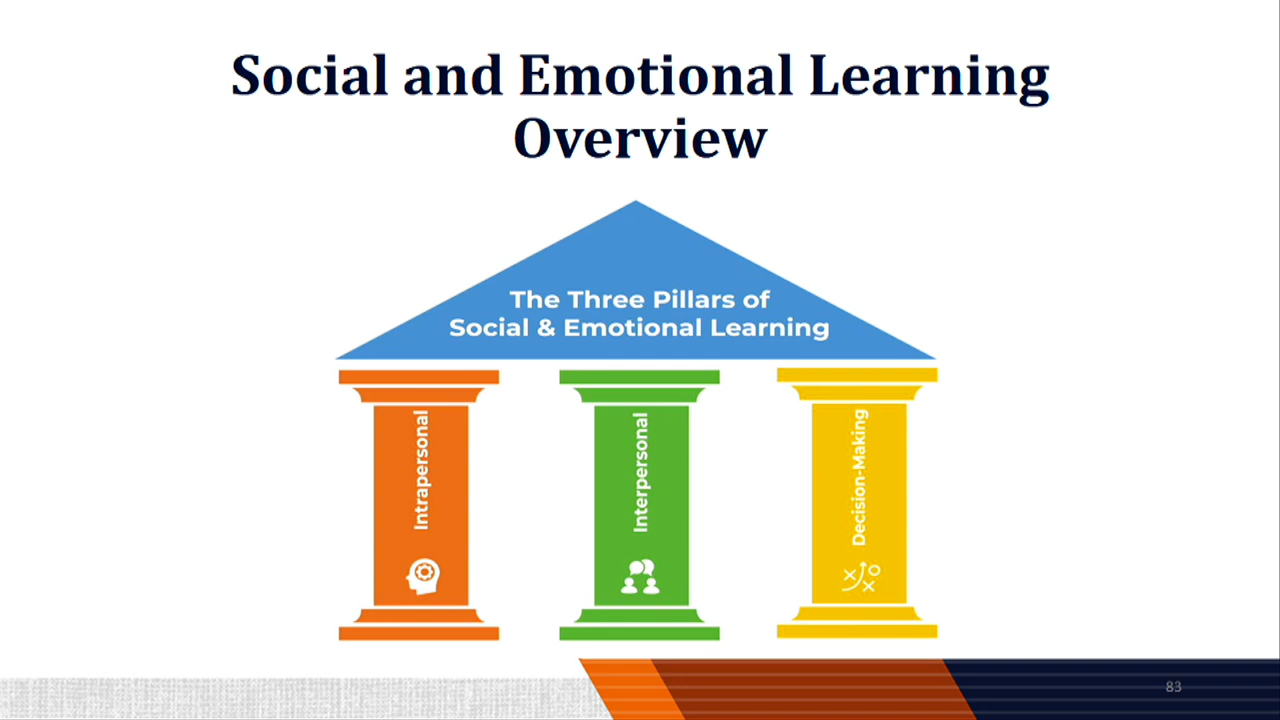 Social and Emotional Learning
Overview
The Three Pillars of
Social & Emotional Learning
Intrapersonal
Interpersonal
Decision-Making
83